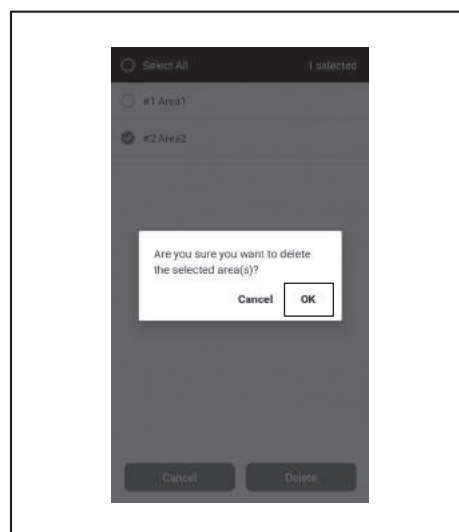 Select All 1 selected
#1 Area1
#2 Area2
Are you sure you want to delete
the selected area(s)?
Cancel OK
Cancel Delete